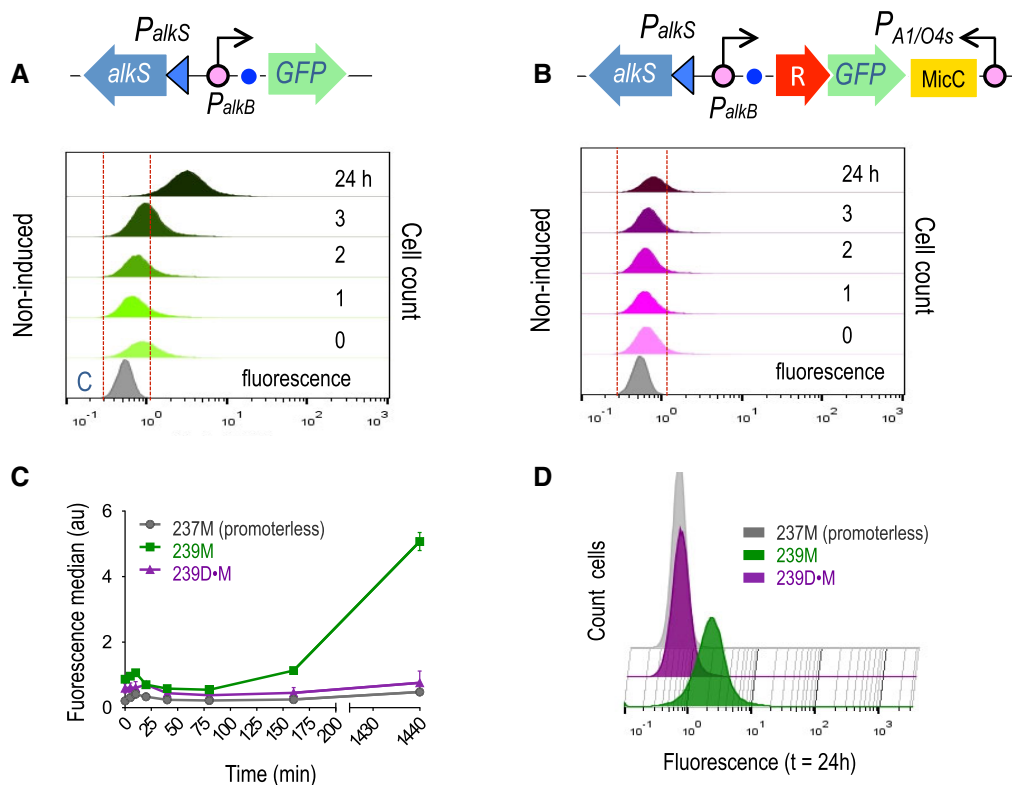 A
PalkS
alkS
GFP
PalkB
24 h
3
2
1
0
Non-induced
Cell count
C
fluorescence
10-1 100 101 102 103
B
PalkS
PA1/O4s
alkS
R
GFP
MicC
PalkB
24 h
3
2
1
0
Non-induced
Cell count
fluorescence
10-1 100 101 102 103
C
6
4
2
0
Fuorescence median (au)
237M (promoterless)
239M
239D•M
0 25 50 75 100 125 150 175 200 1430 1440
Time (min)
D
237M (promoterless)
239M
239D•M
Count cells
10-1 100 101 102 103
Fluorescence (t = 24h)